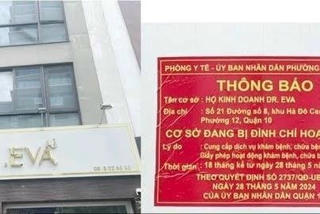 .EVA
PHÒNG Y TẾ - ỦY BAN NHÂN DÂN PHƯỜNG
THÔNG BÁO
Tên cơ sở : HỘ KINH DOANH DR. EVA
Địa chỉ : Số 21 Đường số 8, khu Hà Đô Cen
Phường 12, Quận 10
CƠ SỞ ĐANG BỊ ĐÌNH CHỈ HOẠ
Lý do : Cung cấp dịch vụ khám bệnh, chữa bện
Giấy phép hoạt động khám bệnh, chữa b
Thời gian : 18 tháng kể từ ngày 28 tháng 5 năm
THEO QUYẾT ĐỊNH SỐ 2737/QĐ-UB
NGÀY 28 THÁNG 5 NĂM 2024
CỦA ỦY BAN NHÂN DÂN QUẬN 1